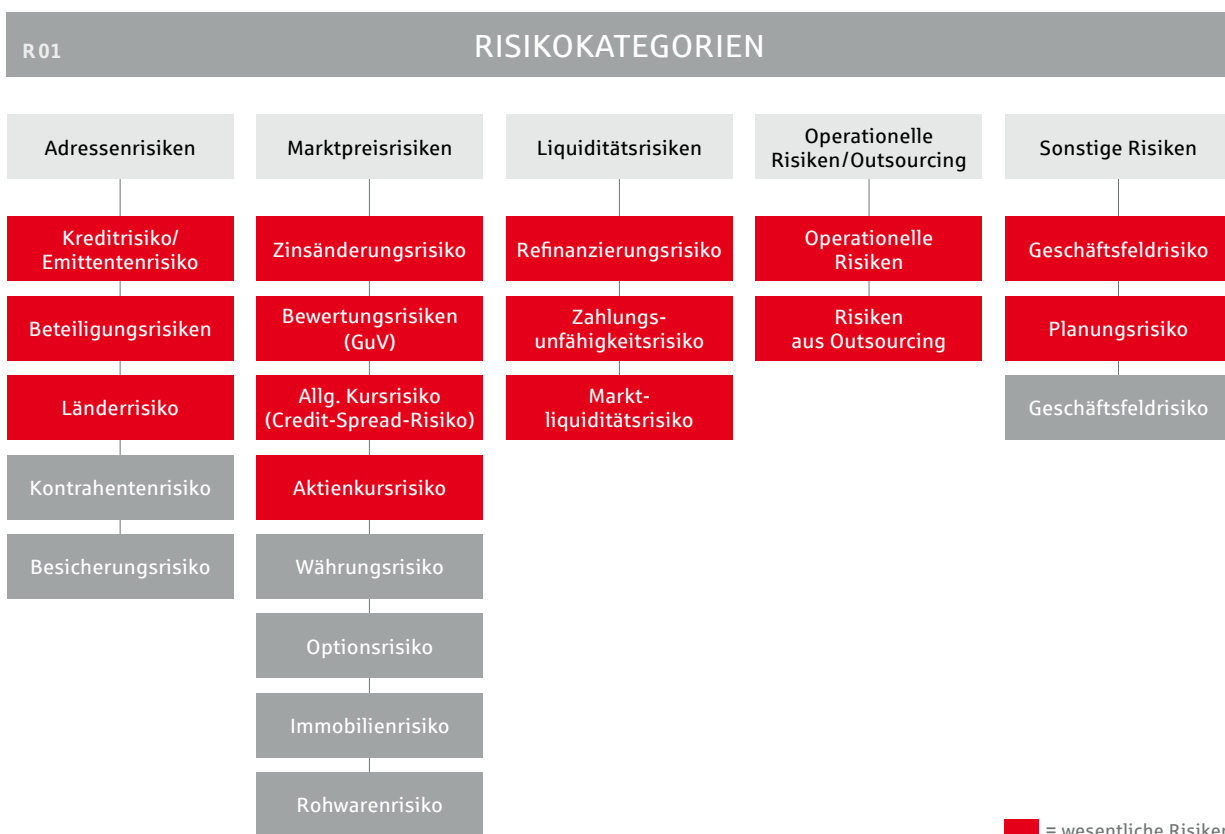 R 01
RISIKOKATEGORIEN
Adressenrisiken
Kreditrisiko/
Emittentenrisiko
Beteiligungsrisiken
Länderrisiko
Kontrahentenrisiko
Besicherungsrisiko
Marktpreisrisiken
Zinsänderungsrisiko
Bewertungsrisiken
(GuV)
Allg. Kursrisiko
(Credit-Spread-Risiko)
Aktienkursrisiko
Währungsrisiko
Optionsrisiko
Immobilienrisiko
Rohwarenrisiko
Liquiditätsrisiken
Refinanzierungsrisiko
Zahlungs-
unfähigkeitsrisiko
Markt-
liquiditätsrisiko
Operationelle
Risiken/Outsourcing
Operationelle
Risiken
Risiken
aus Outsourcing
Sonstige Risiken
Geschäftsfeldrisiko
Planungsrisiko
Geschäftsfeldrisiko
= wesentliche Risiken